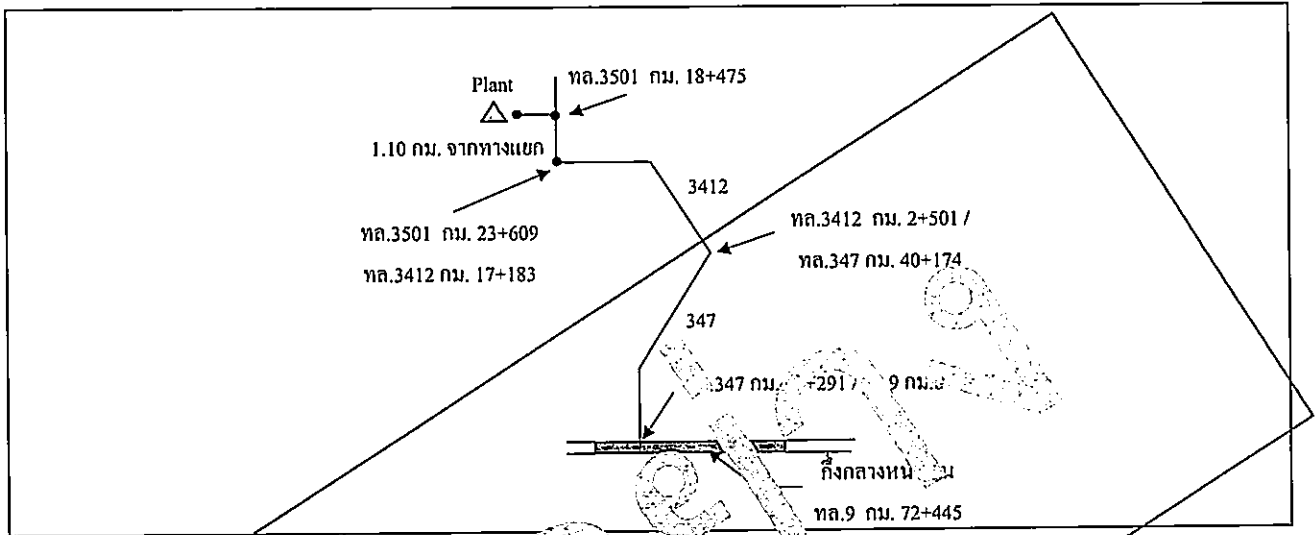 Plant
ทล.3501 กม. 18+475
1.10 กม. จากทางแยก
3412
ทล.3501 กม. 23+609
ทล.3412 กม. 17+183
ทล.3412 กม. 2+501 /
ทล.347 กม. 40+174
347
.347 กม. +291 / 9 กม.
กึ่งกลาง
ทล.9 กม. 72+445